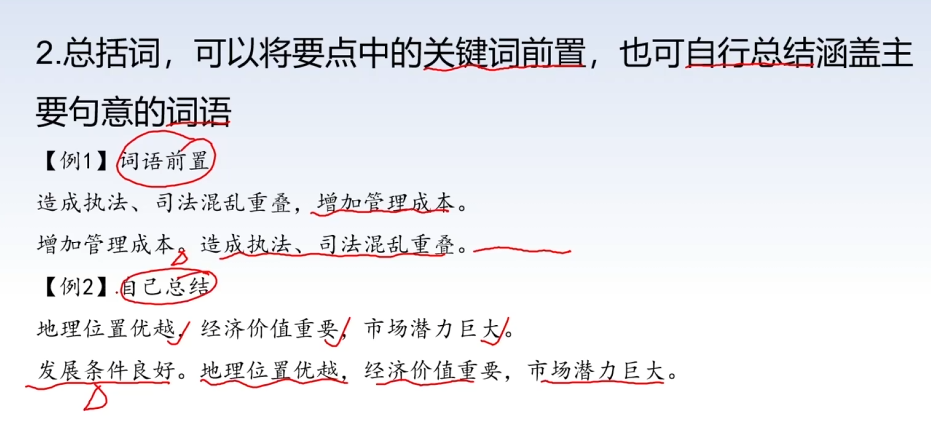 2.总括词，可以将要点中的关键词前置，也可自行总结涵盖主
要句意的词语
【例1】词语前置
造成执法、司法混乱重叠，增加管理成本。
增加管理成本。造成执法、司法混乱重叠。
【例2】.自己总结
地理位置优越，经济价值重要，市场潜力巨大。
发展条件良好。地理位置优越，经济价值重要，市场潜力巨大。